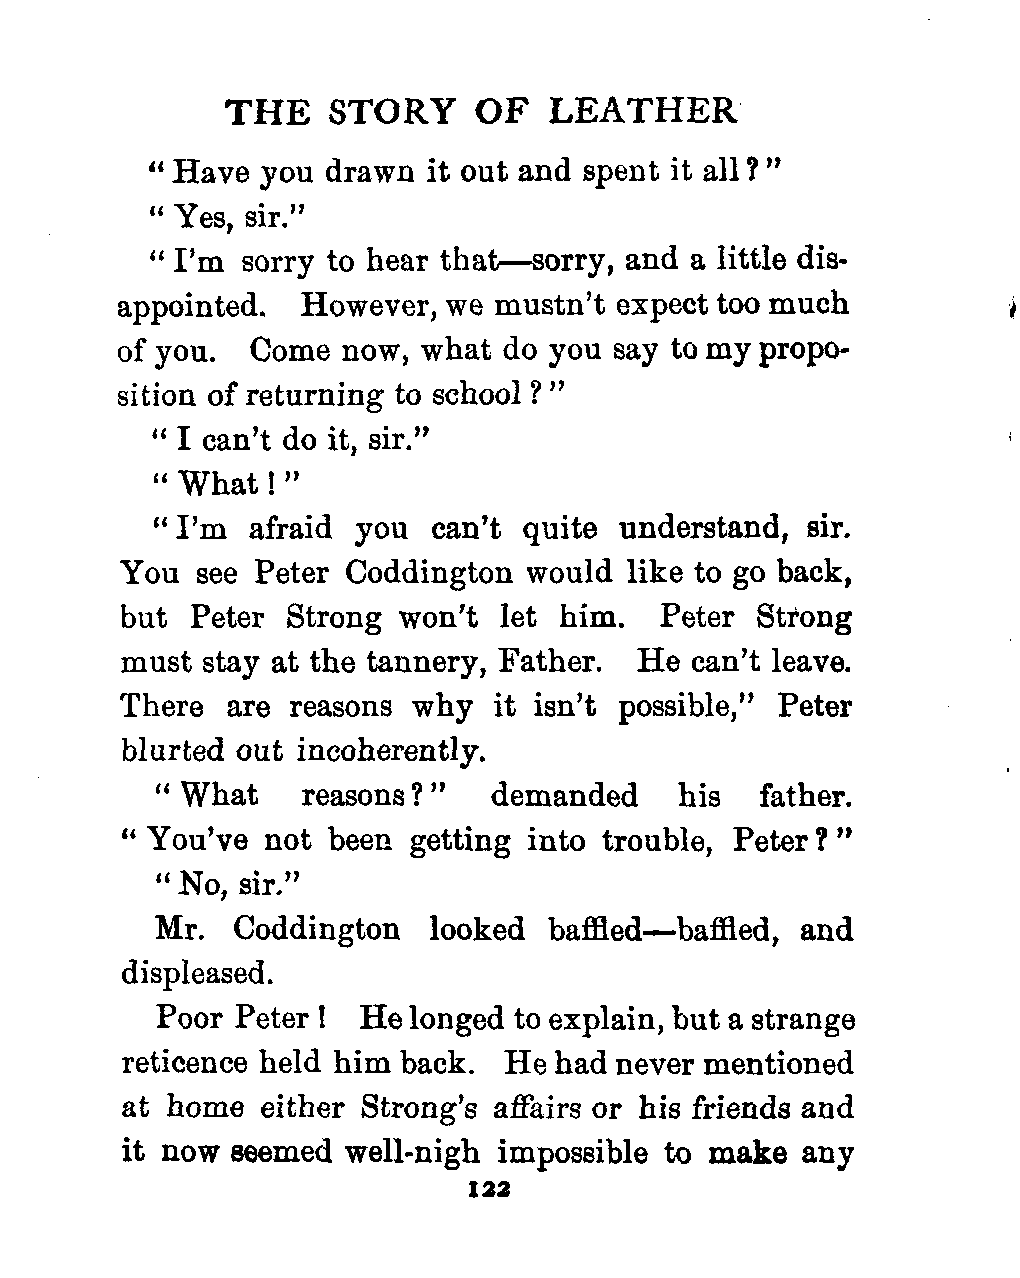 THE STORY OF LEATHER
“ Have you drawn it out and spent it all ? ”
“ Yes, sir.”
“ I’m sorry to hear that—sorry, and a little dis-
appointed. However, we mustn’t expect too much
of you. Come now, what do you say to my propo-
sition of returning to school ? ”
“ I can’t do it, sir.”
“ What ! ”
“ I’m afraid you can’t quite understand, sir.
You see Peter Coddington would like to go back,
but Peter Strong won’t let him. Peter Strong
must stay at the tannery, Father. He can’t leave.
There are reasons why it isn’t possible,” Peter
blurted out incoherently.
“ What reasons ? ” demanded his father.
“ You’ve not been getting into trouble, Peter ? ”
“ No, sir.”
Mr. Coddington looked baffled—baffled, and
displeased.
Poor Peter ! He longed to explain, but a strange
reticence held him back. He had never mentioned
at home either Strong’s affairs or his friends and
it now seemed well-nigh impossible to make any
122